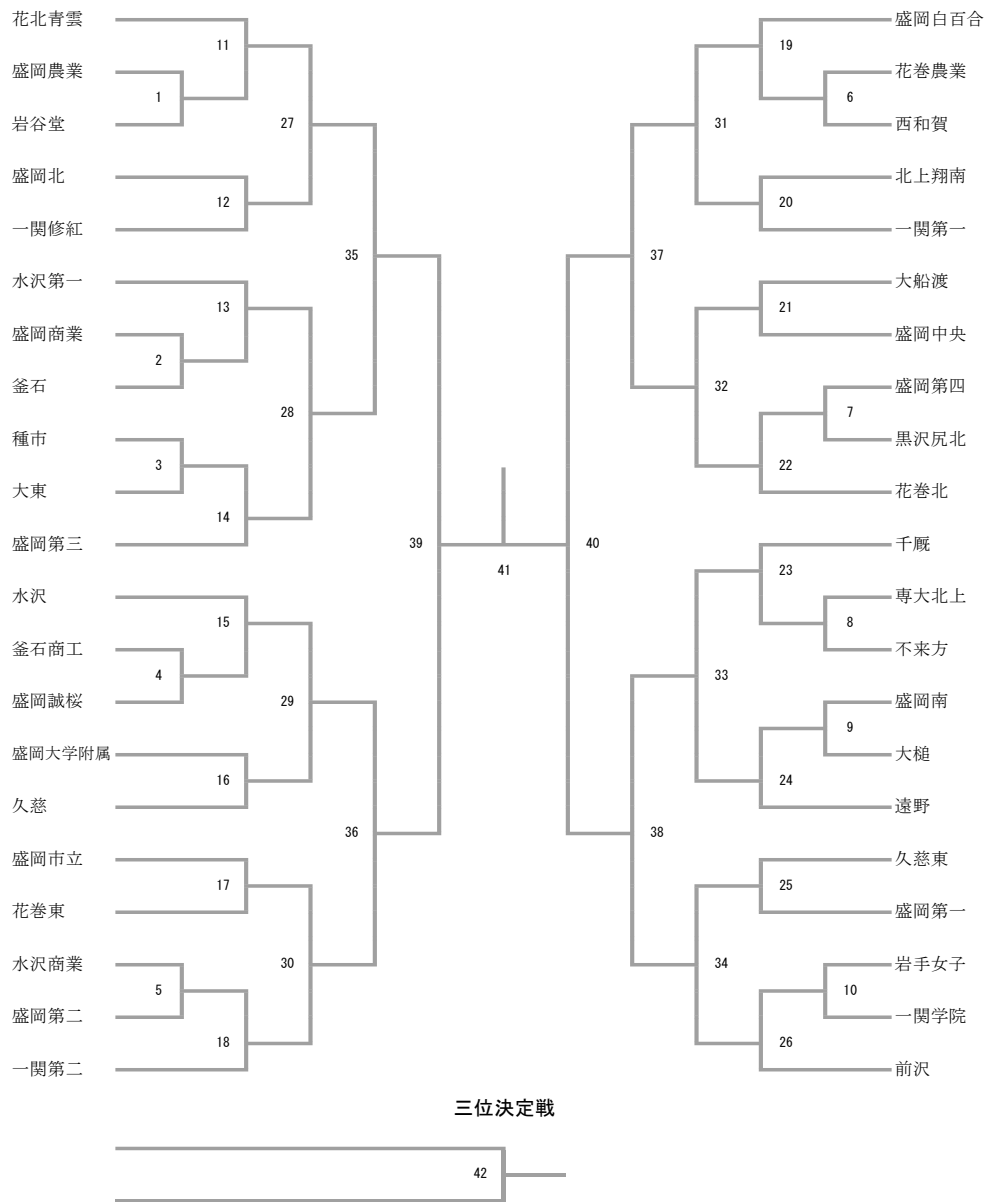 花北青雲
盛岡農業
岩谷堂
盛岡北
一関修紅
水沢第一
盛岡商業
釜石
種市
大東
盛岡第三
水沢
釜石商工
盛岡誠桜
盛岡大学附属
久慈
盛岡市立
花巻東
水沢商業
盛岡第二
一関第二
1
2
3
4
5
11
12
13
14
15
16
17
18
27
28
29
30
35
36
39
41
40
37
38
31
32
33
34
19
20
21
22
23
24
25
26
6
7
8
9
10
盛岡白百合
花巻農業
西和賀
北上翔南
一関第一
大船渡
盛岡中央
盛岡第四
黒沢尻北
花巻北
千厩
専大北上
不来方
盛岡南
大槌
遠野
久慈東
盛岡第一
岩手女子
一関学院
前沢
三位決定戦
42